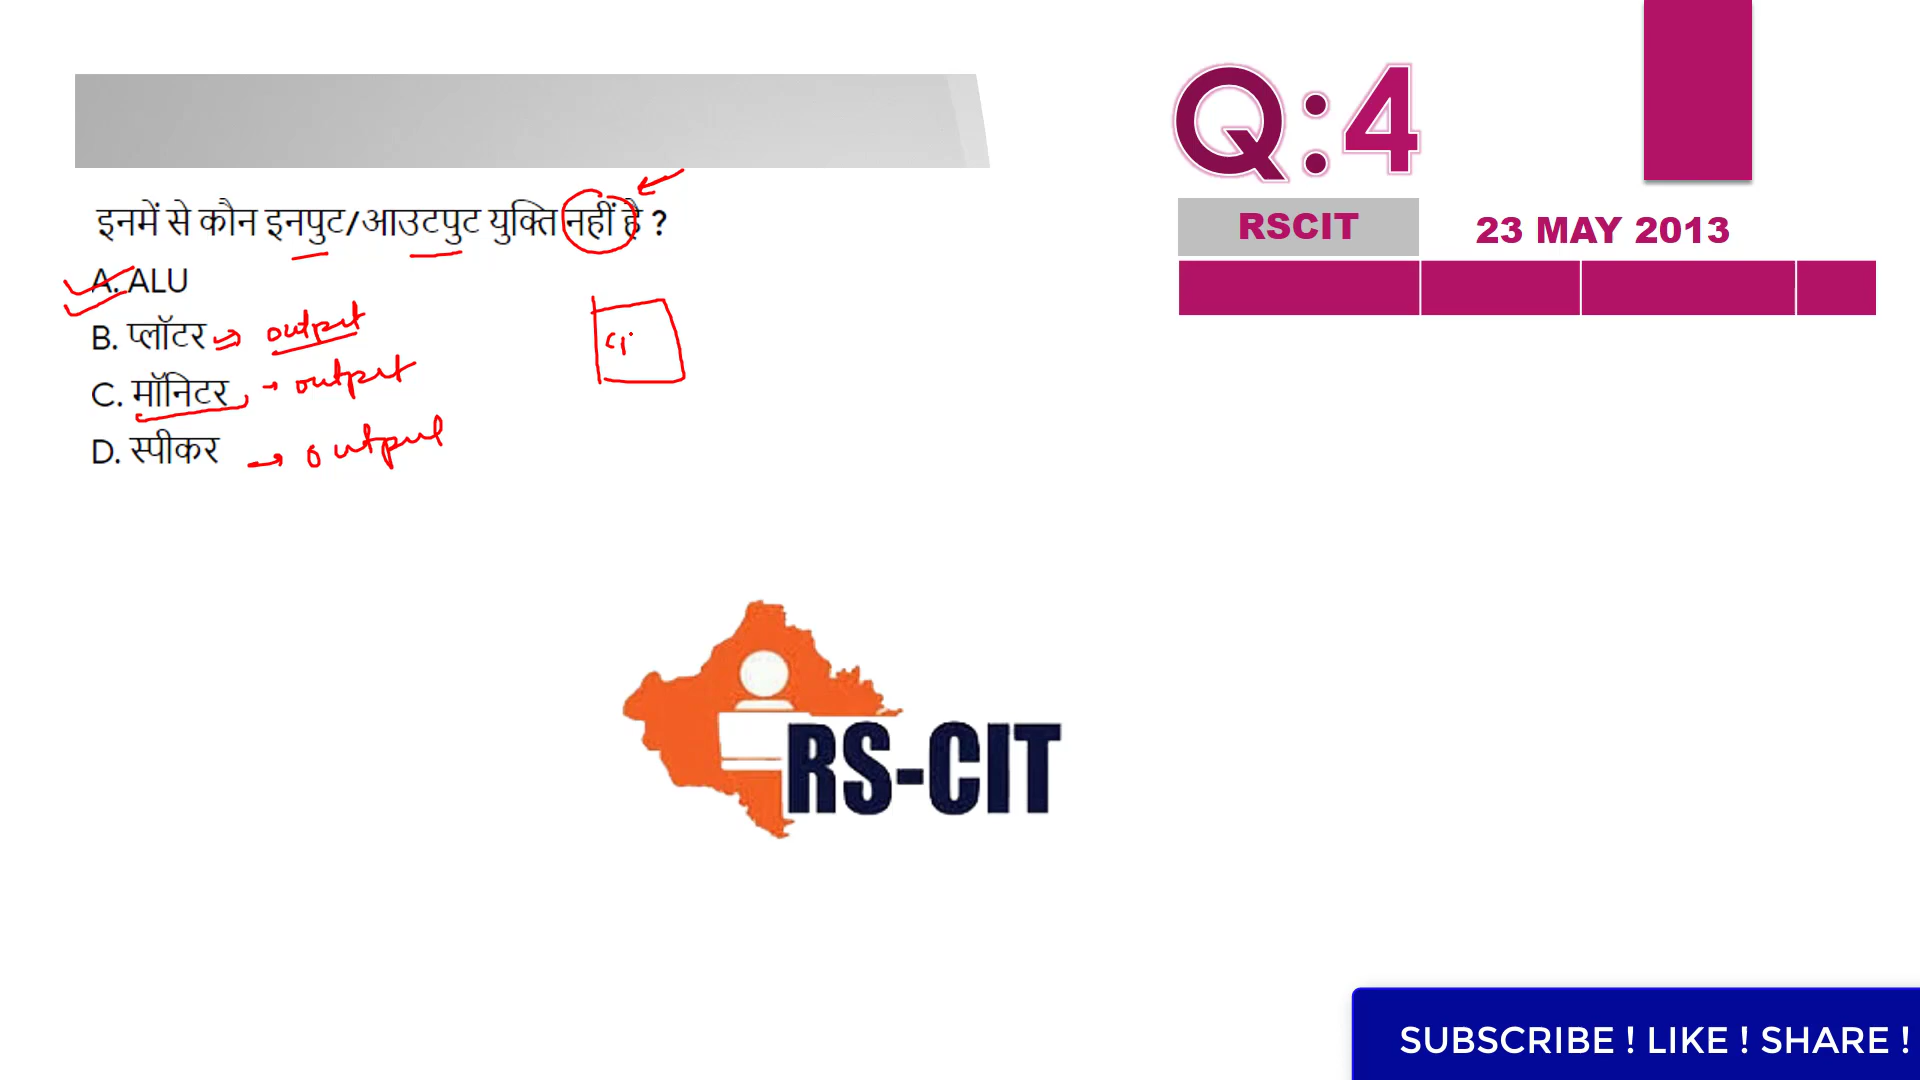 Q:4
RSCIT 23 MAY 2013
इनमें से कौन इनपुट/आउटपुट युक्ति नहीं है ?
A. ALU
B. प्लॉटर output
C. मॉनिटर output
D. स्पीकर output
RS-CIT
SUBSCRIBE ! LIKE ! SHARE !